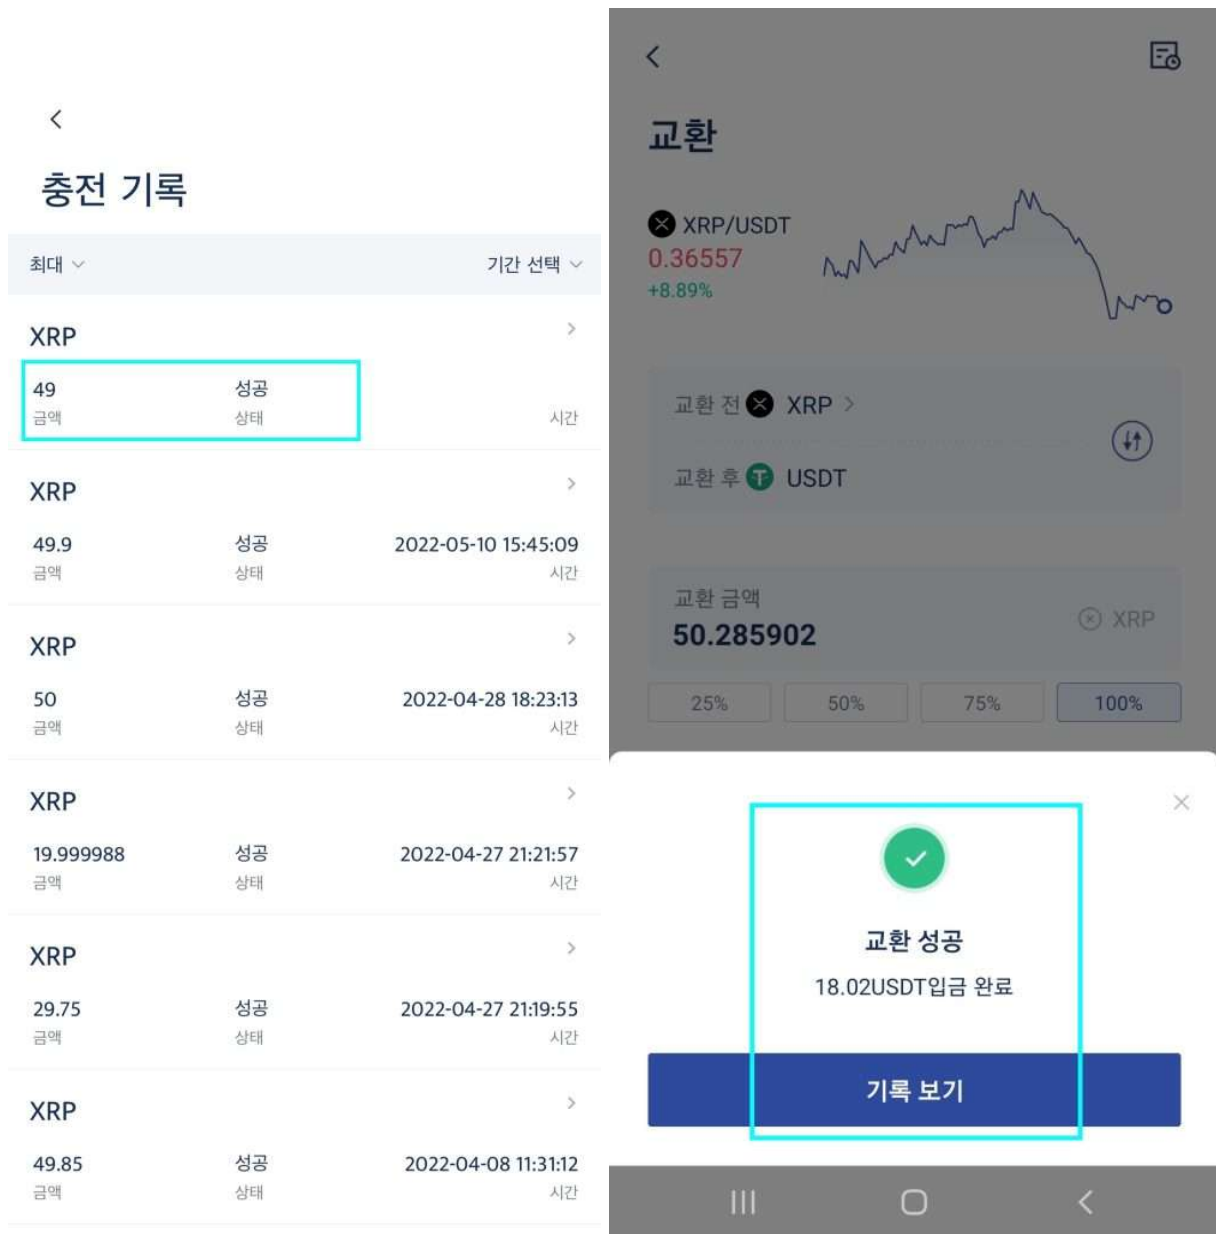 충전 기록
최대
기간 선택
XRP
49 성공
금액 상태 시간
XRP
49.9 성공 2022-05-10 15:45:09
금액 상태 시간
XRP
50 성공 2022-04-28 18:23:13
금액 상태 시간
XRP
19.999988 성공 2022-04-27 21:21:57
금액 상태 시간
XRP
29.75 성공 2022-04-27 21:19:55
금액 상태 시간
XRP
49.85 성공 2022-04-08 11:31:12
금액 상태 시간
교환
XRP/USDT
0.36557
+8.89%
교환 전 XRP
교환 후 USDT
교환 금액
50.285902 XRP
25% 50% 75% 100%
교환 성공
18.02USDT입금 완료
기록 보기